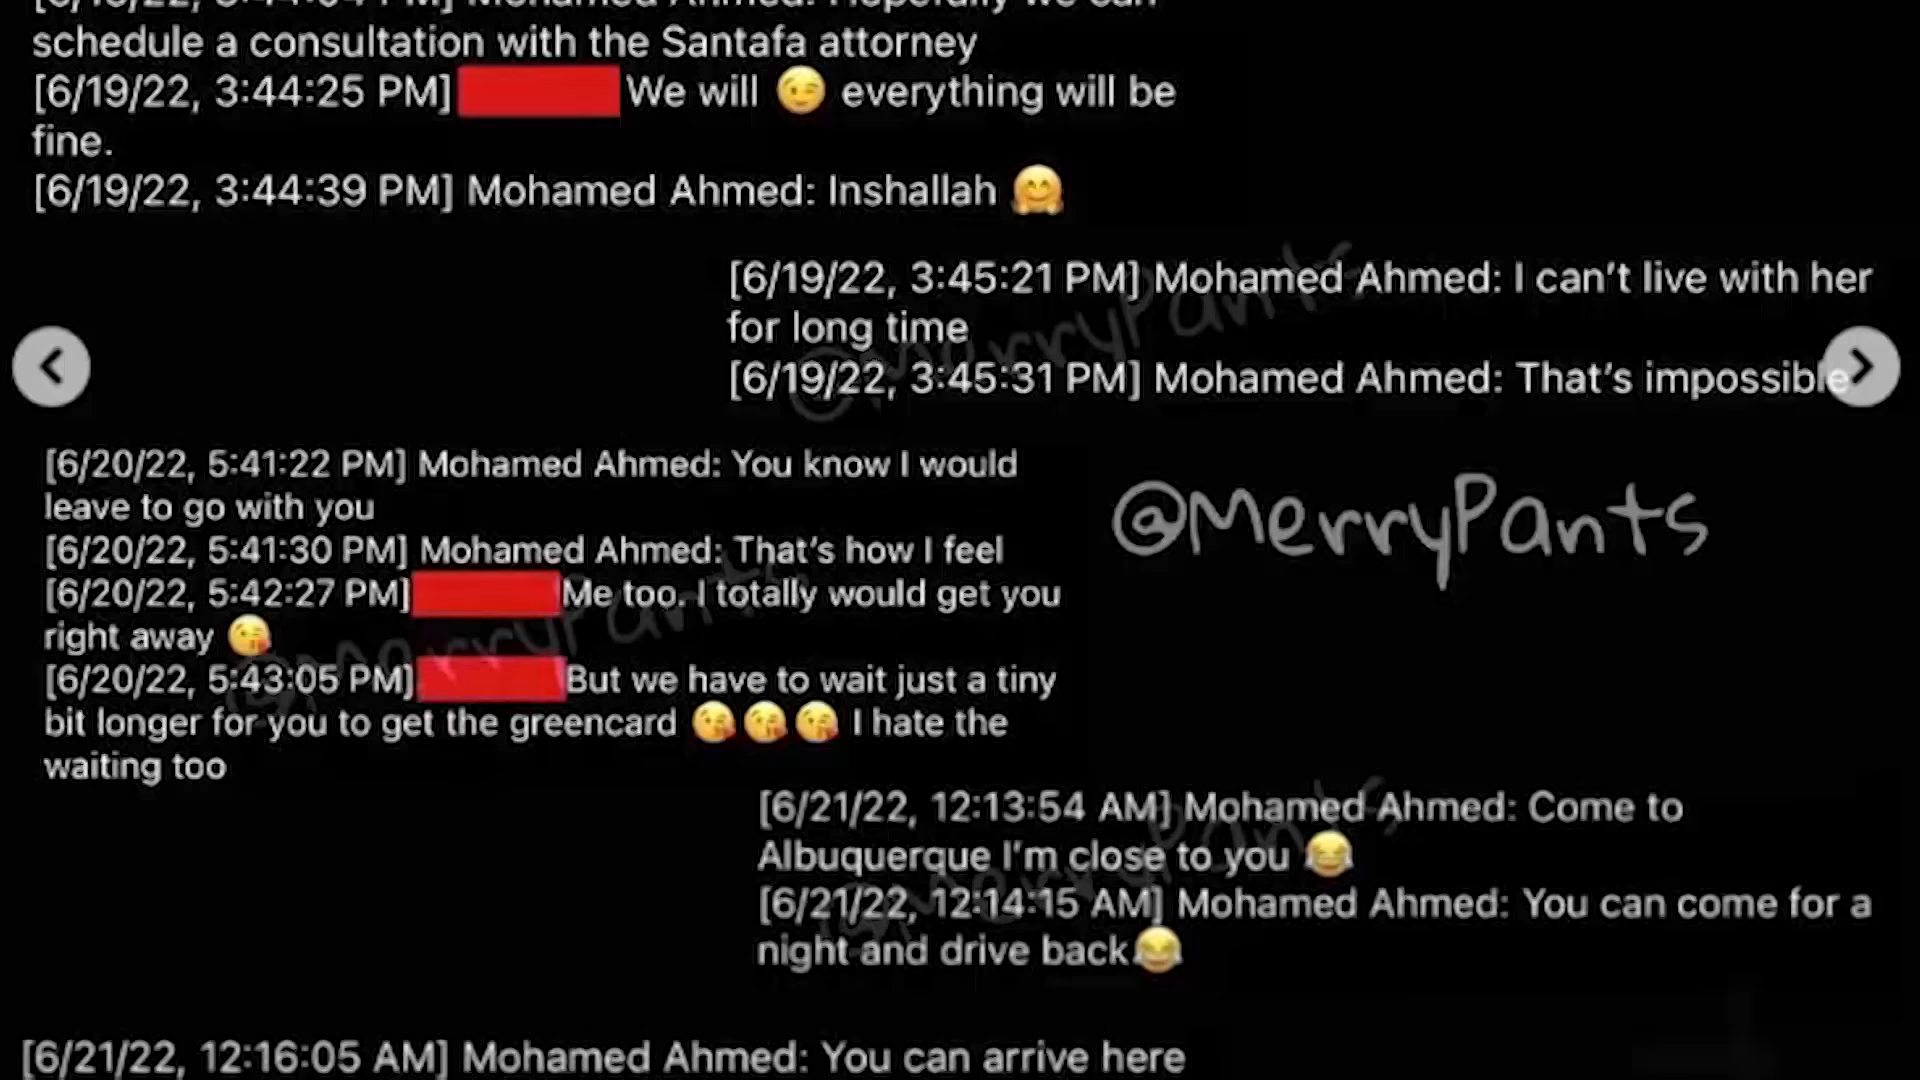 [6/19/22, 3:44:04 PM] Mohamed Ahmed: Hopefully we can
schedule a consultation with the Santafa attorney
[6/19/22, 3:44:25 PM] We will 😉 everything will be
fine.
[6/19/22, 3:44:39 PM] Mohamed Ahmed: Inshallah 🤗
[6/19/22, 3:45:21 PM] Mohamed Ahmed: I can't live with her
for long time
[6/19/22, 3:45:31 PM] Mohamed Ahmed: That's impossible
@MerryPants
[6/20/22, 5:41:22 PM] Mohamed Ahmed: You know I would
leave to go with you
[6/20/22, 5:41:30 PM] Mohamed Ahmed: That's how I feel
[6/20/22, 5:42:27 PM] Me too. I totally would get you
right away 😘
[6/20/22, 5:43:05 PM] But we have to wait just a tiny
bit longer for you to get the greencard 😘😘😘 I hate the
waiting too
@MerryPants
@MerryPants
[6/21/22, 12:13:54 AM] Mohamed Ahmed: Come to
Albuquerque I'm close to you 😂
[6/21/22, 12:14:15 AM] Mohamed Ahmed: You can come for a
night and drive back😂
@MerryPants
[6/21/22, 12:16:05 AM] Mohamed Ahmed: You can arrive here